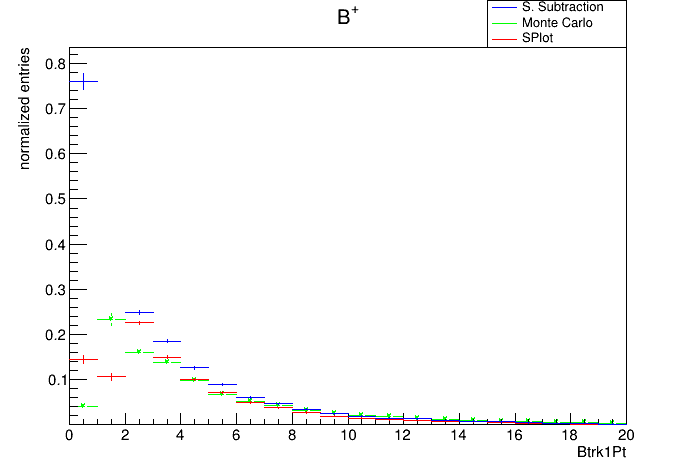 B+
S. Subtraction
Monte Carlo
SPlot
normalized entries
0.8
0.7
0.6
0.5
0.4
0.3
0.2
0.1
0 2 4 6 8 10 12 14 16 18 20
Btrk1Pt